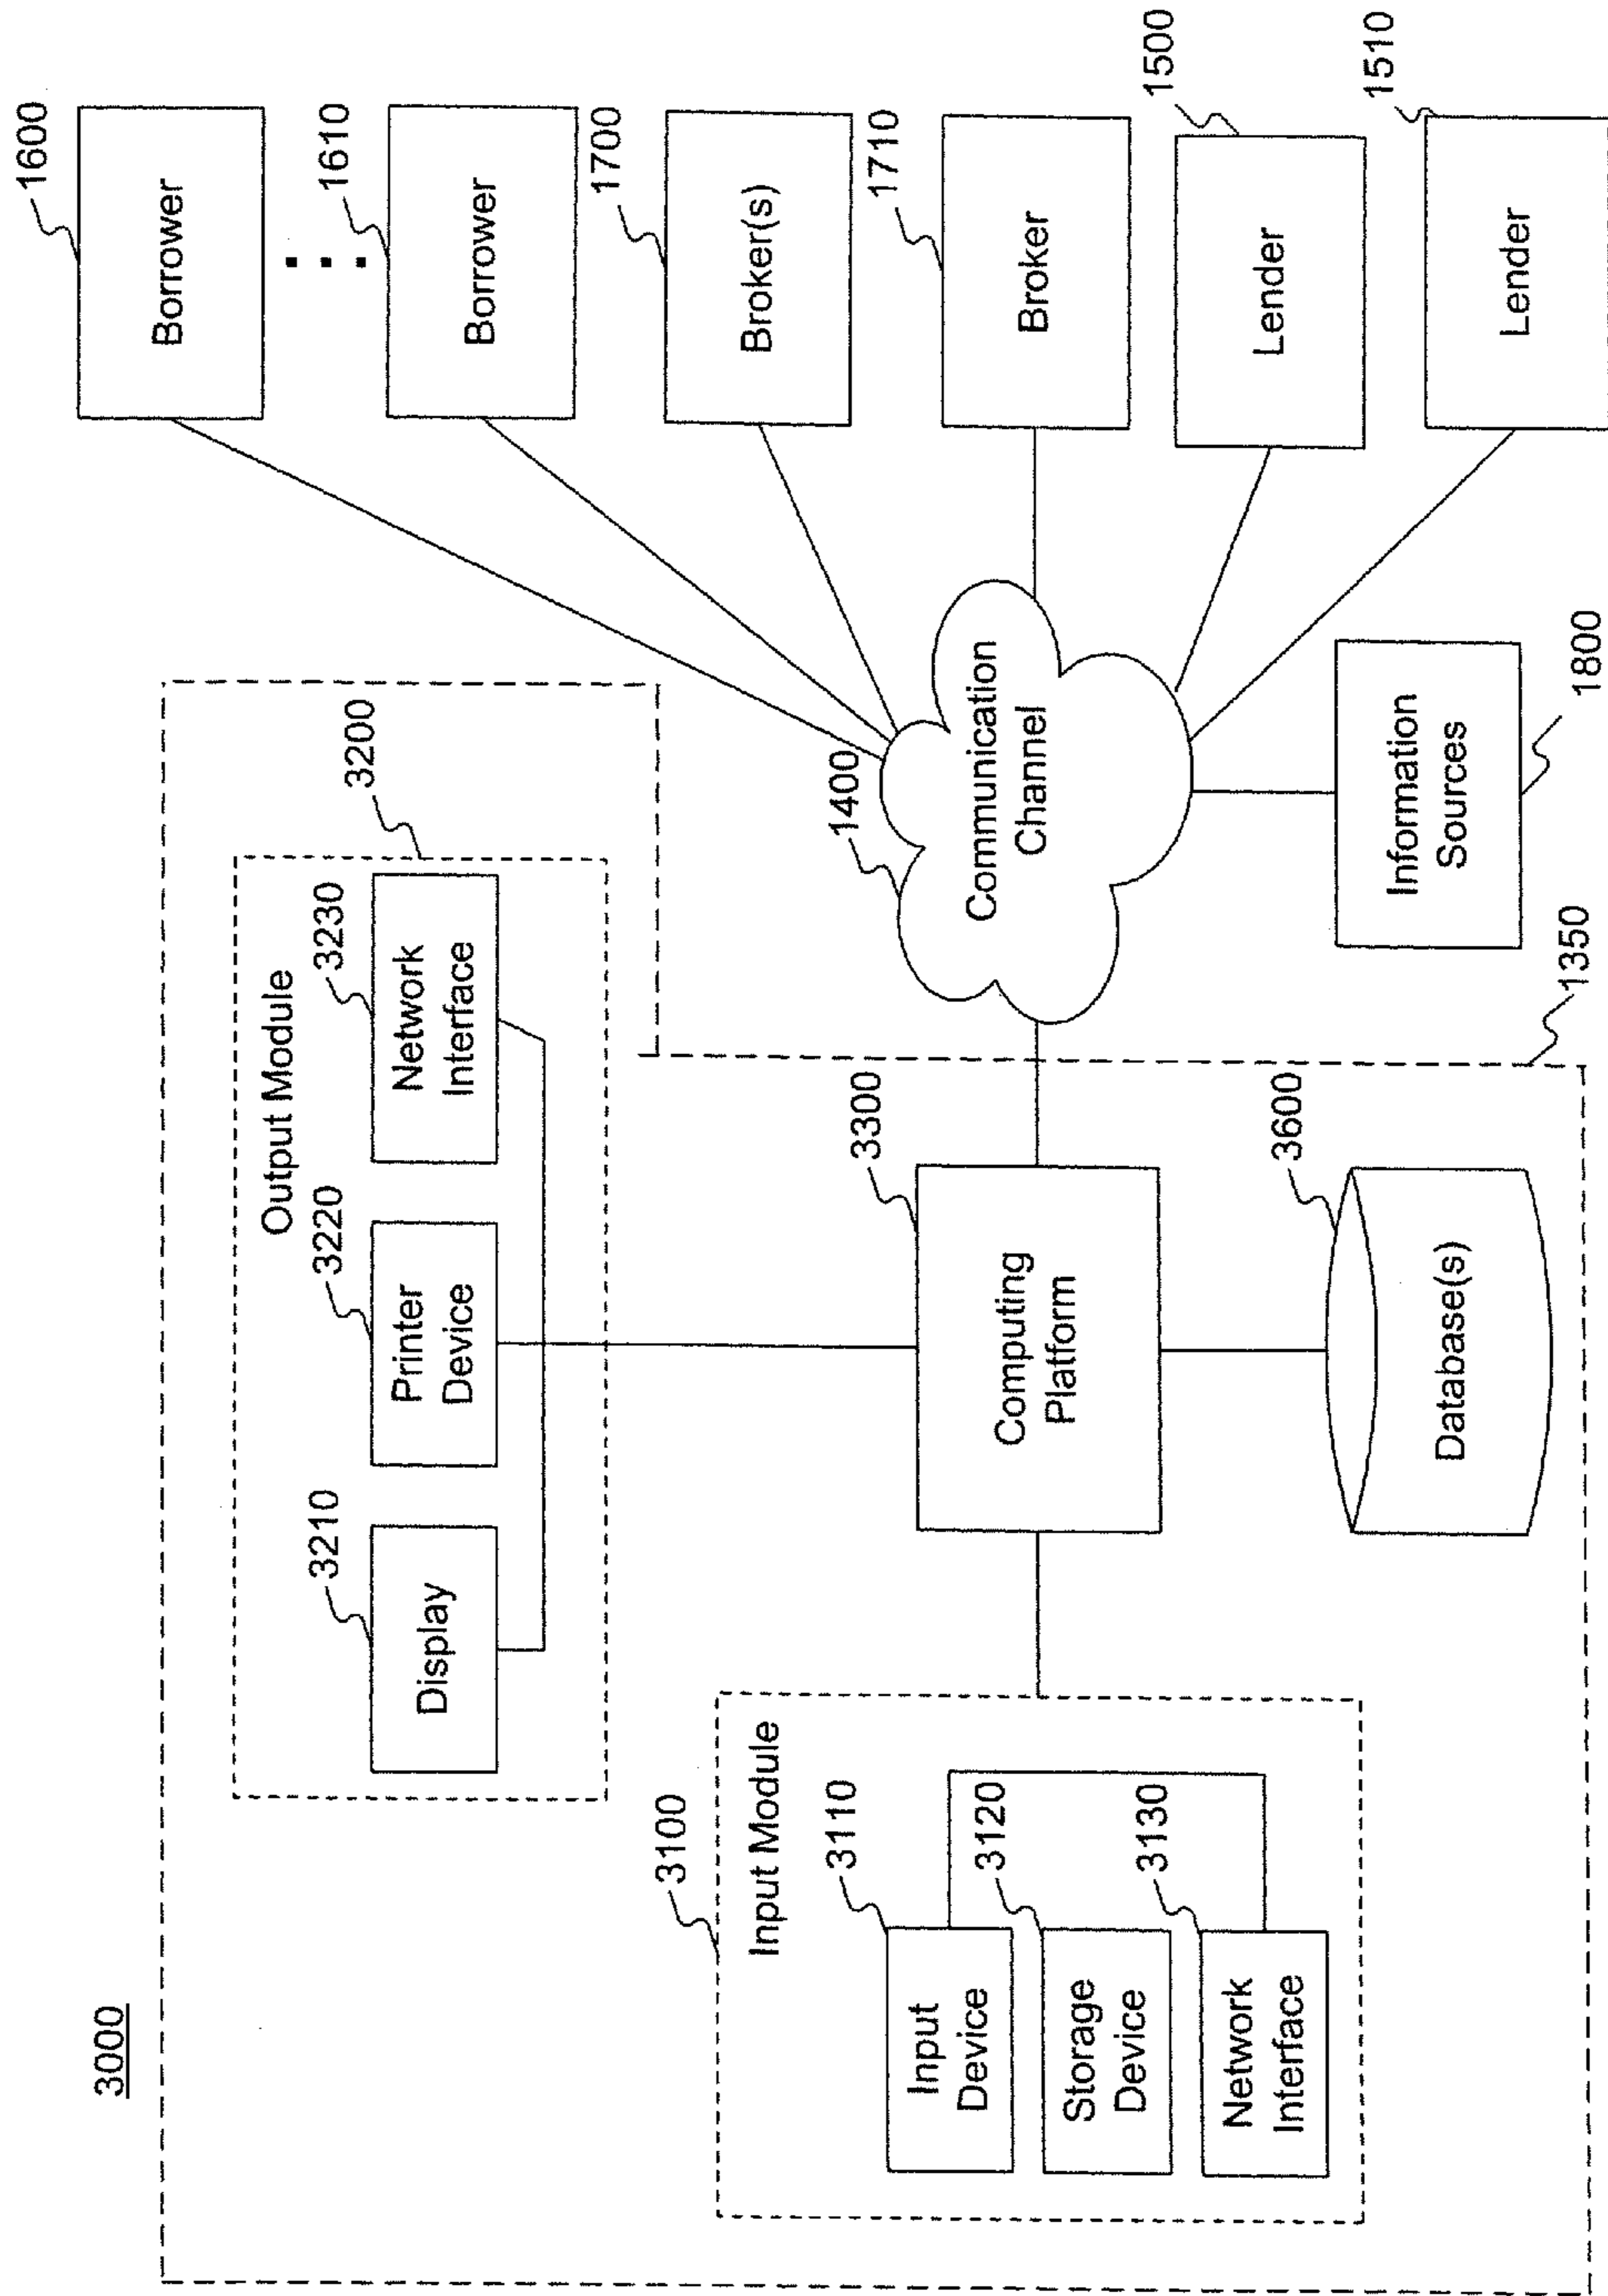 3000
3200
Output Module
3210
Display
3220
Printer
Device
3230
Network
Interface
3100
Input Module
3110
Input
Device
3120
Storage
Device
3130
Network
Interface
3300
Computing
Platform
3600
Database(s)
1350
1400
Communication
Channel
Information
Sources
1800
1600
Borrower
1610
Borrower
1700
Broker(s)
1710
Broker
1500
Lender
1510
Lender